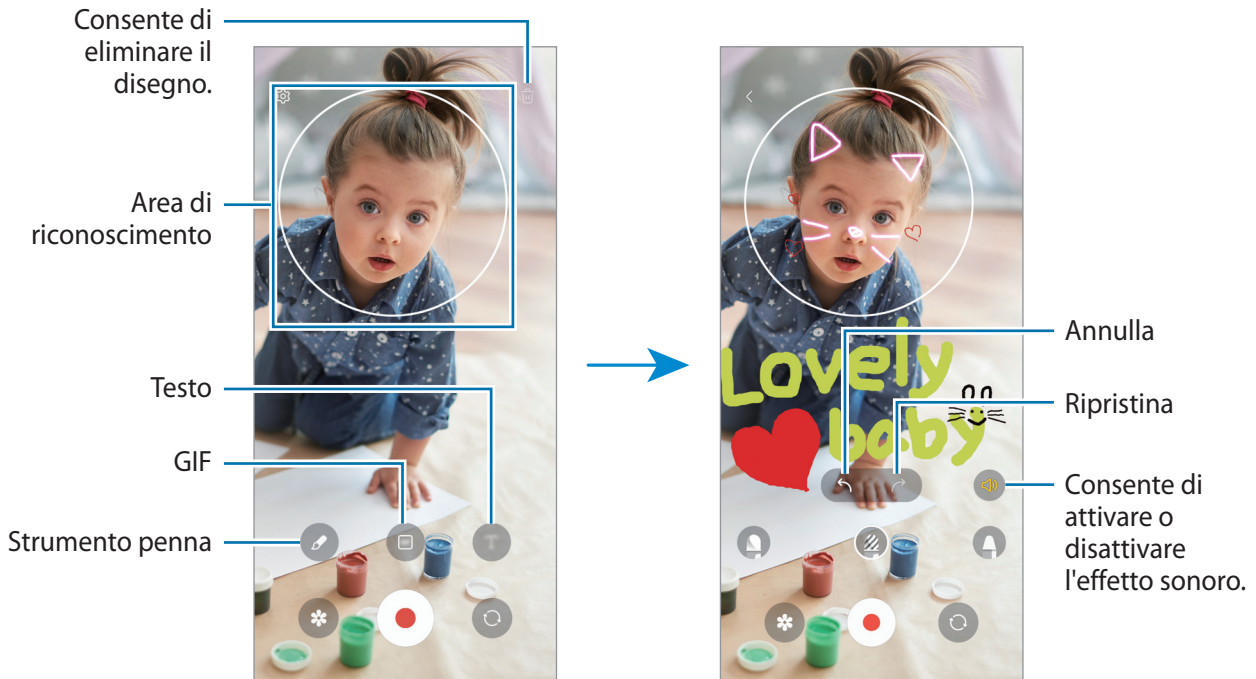 Consente di
eliminare il
disegno.
Area di
riconoscimento
Testo
GIF
Strumento penna
T
Lovely
baby
Annulla
Ripristina
Consente di
attivare o
disattivare
l'effetto sonoro.